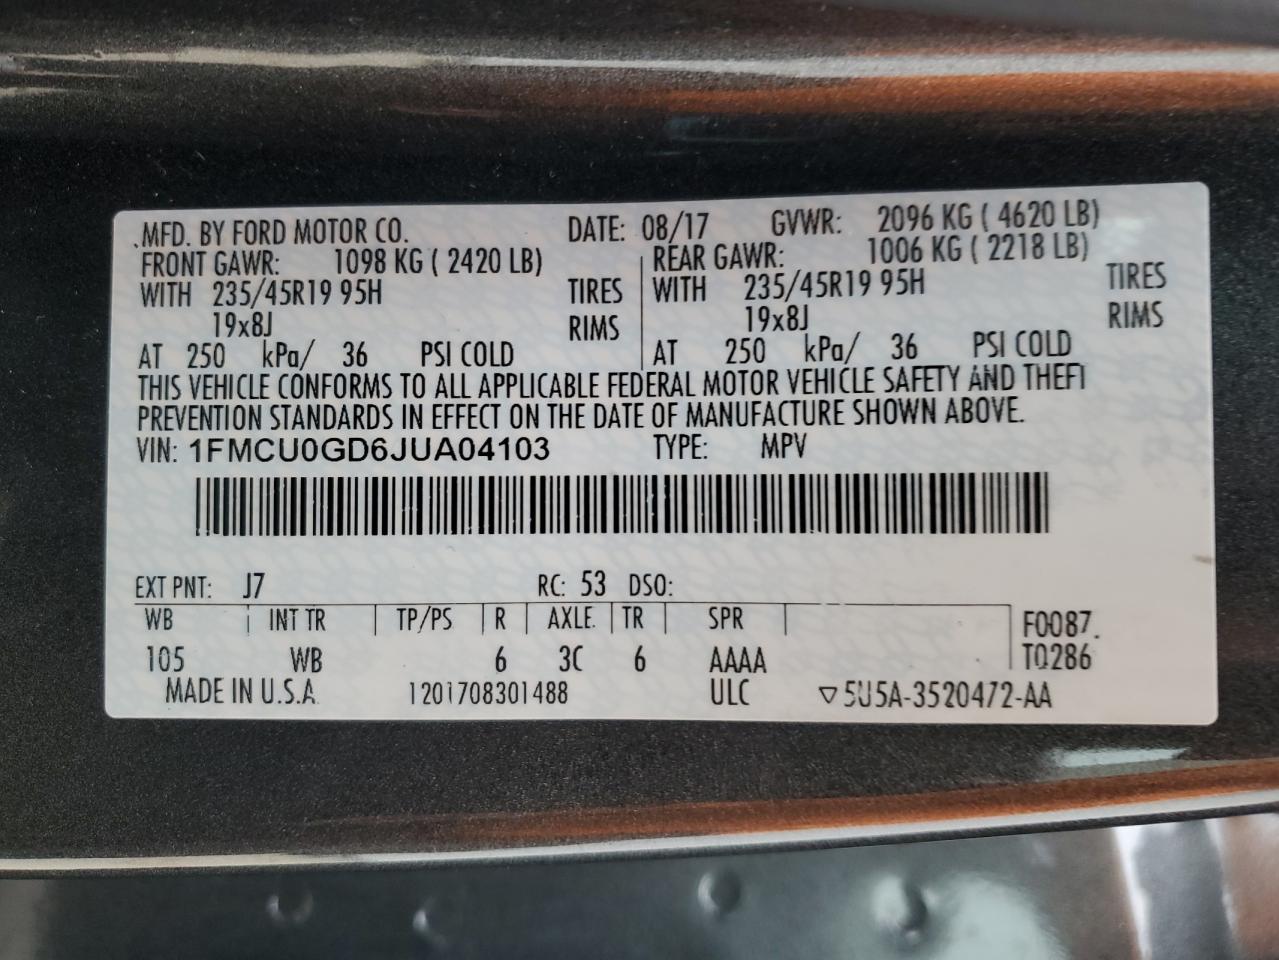 MFD. BY FORD MOTOR CO. DATE: 08/17 GVWR: 2096 KG ( 4620 LB)
FRONT GAWR: 1098 KG ( 2420 LB) REAR GAWR: 1006 KG ( 2218 LB)
WITH 235/45R19 95H TIRES WITH 235/45R19 95H TIRES
19x8J RIMS 19x8J RIMS
AT 250 kPa/ 36 PSI COLD AT 250 kPa/ 36 PSI COLD
THIS VEHICLE CONFORMS TO ALL APPLICABLE FEDERAL MOTOR VEHICLE SAFETY AND THEFT
PREVENTION STANDARDS IN EFFECT ON THE DATE OF MANUFACTURE SHOWN ABOVE.
VIN: 1FMCU0GD6JUA04103 TYPE: MPV
EXT PNT: J7 RC: 53 DSO:
WB INT TR TP/PS R AXLE TR SPR F0087
105 WB 6 3C 6 AAAA T0286
MADE IN U.S.A. 1201708301488 ULC ▽5U5A-3520472-AA